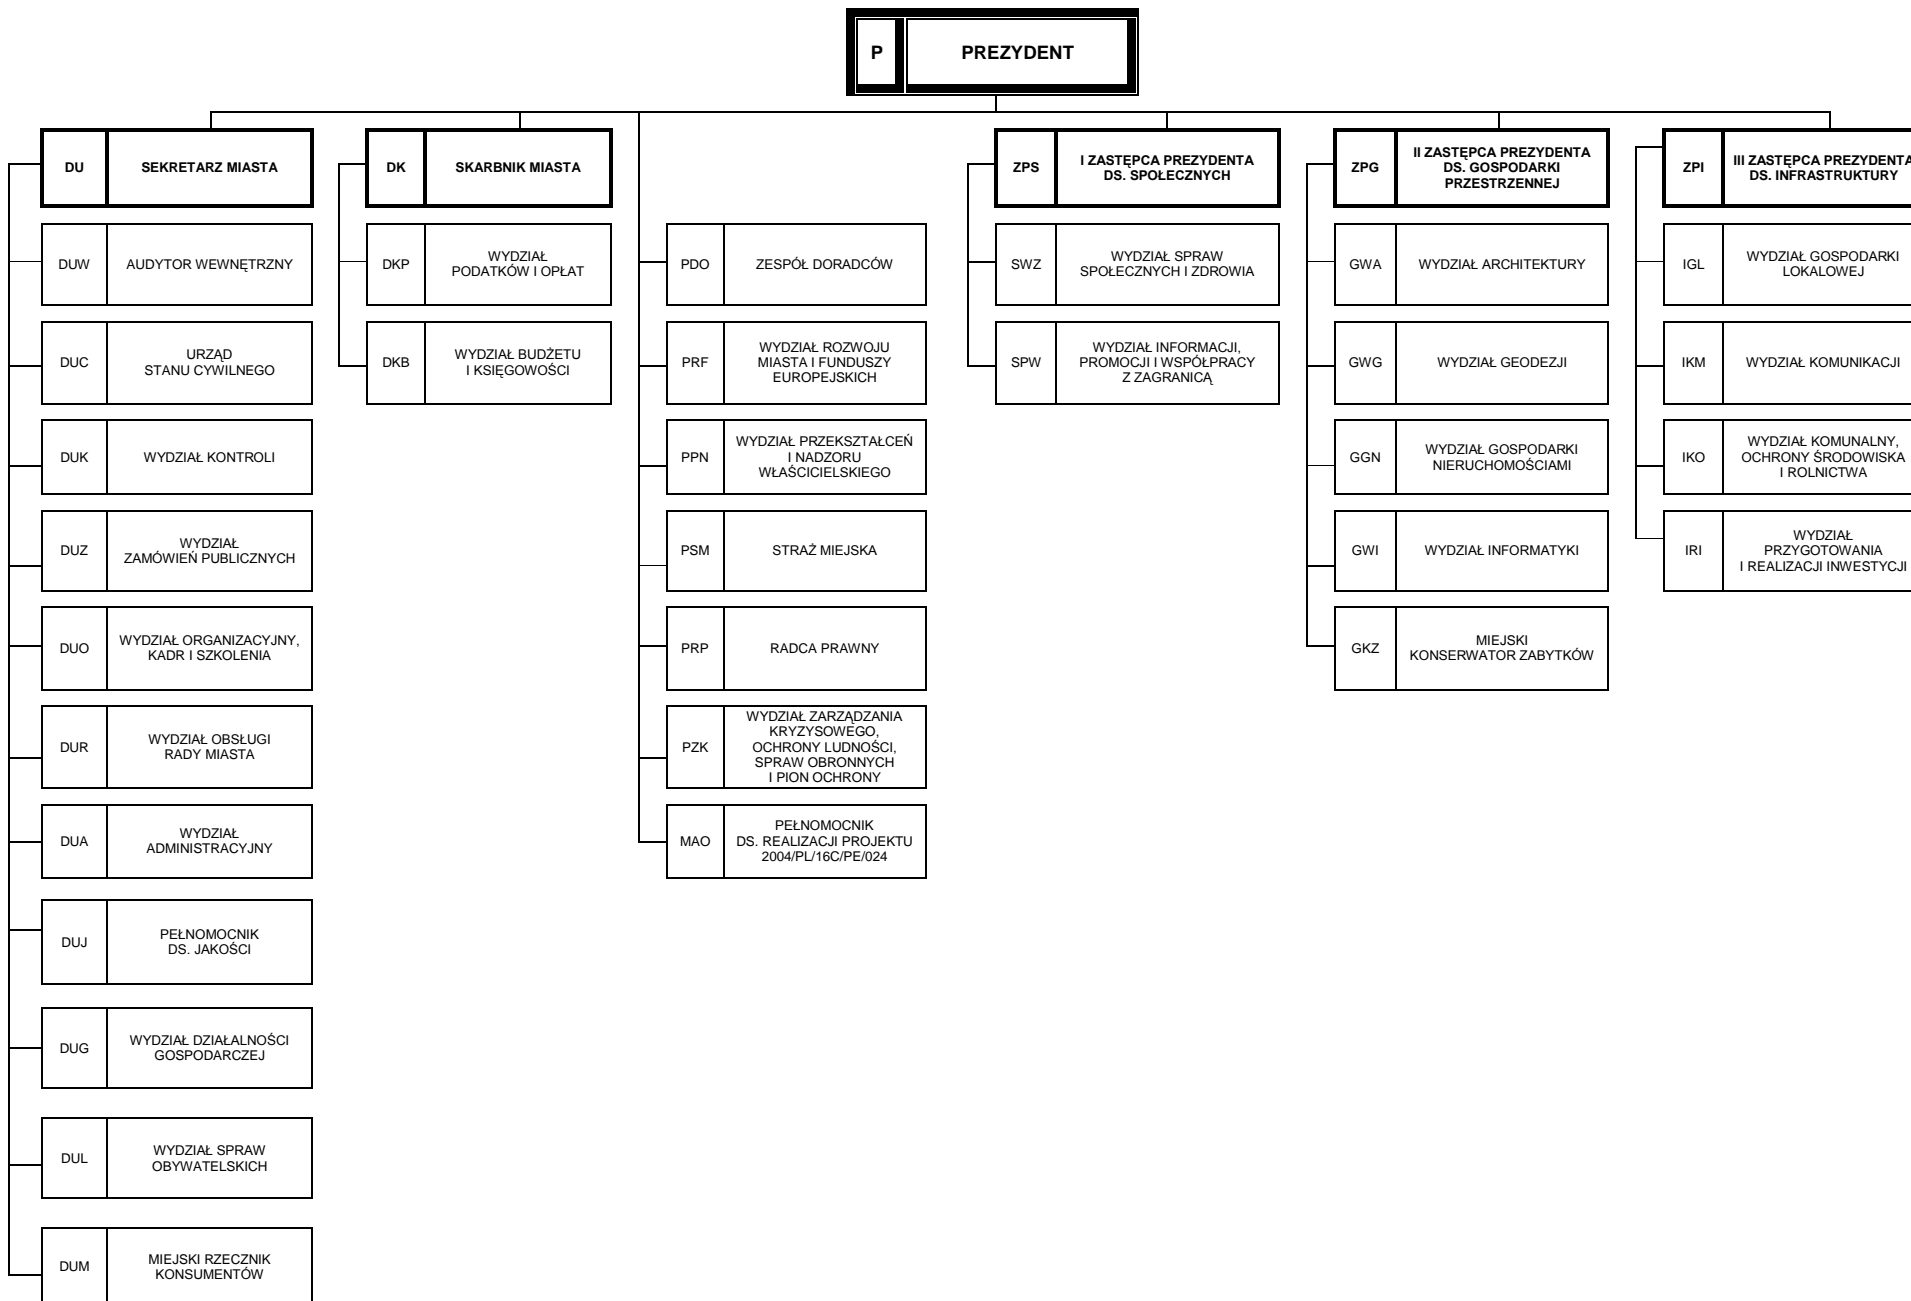 P
PREZYDENT
DU
SEKRETARZ MIASTA
DUW
AUDYTOR WEWNĘTRZNY
DUC
URZĄD
STANU CYWILNEGO
DUK
WYDZIAŁ KONTROLI
DUZ
WYDZIAŁ
ZAMÓWIEŃ PUBLICZNYCH
DUO
WYDZIAŁ ORGANIZACYJNY,
KADR I SZKOLENIA
DUR
WYDZIAŁ OBSŁUGI
RADY MIASTA
DUA
WYDZIAŁ
ADMINISTRACYJNY
DUJ
PEŁNOMOCNIK
DS. JAKOŚCI
DUG
WYDZIAŁ DZIAŁALNOŚCI
GOSPODARCZEJ
DUL
WYDZIAŁ SPRAW
OBYWATELSKICH
DUM
MIEJSKI RZECZNIK
KONSUMENTÓW
DK
SKARBNIK MIASTA
DKP
WYDZIAŁ
PODATKÓW I OPŁAT
DKB
WYDZIAŁ BUDŻETU
I KSIĘGOWOŚCI
PDO
ZESPÓŁ DORADCÓW
PRF
WYDZIAŁ ROZWOJU
MIASTA I FUNDUSZY
EUROPEJSKICH
PPN
WYDZIAŁ PRZEKSZTAŁCEŃ
I NADZORU
WŁAŚCICIELSKIEGO
PSM
STRAŻ MIEJSKA
PRP
RADCA PRAWNY
PZK
WYDZIAŁ ZARZĄDZANIA
KRYZYSOWEGO,
OCHRONY LUDNOŚCI,
SPRAW OBRONNYCH
I PION OCHRONY
MAO
PEŁNOMOCNIK
DS. REALIZACJI PROJEKTU
2004/PL/16C/PE/024
ZPS
I ZASTĘPCA PREZYDENTA
DS. SPOŁECZNYCH
SWZ
WYDZIAŁ SPRAW
SPOŁECZNYCH I ZDROWIA
SPW
WYDZIAŁ INFORMACJI,
PROMOCJI I WSPÓŁPRACY
Z ZAGRANICĄ
ZPG
II ZASTĘPCA PREZYDENTA
DS. GOSPODARKI
PRZESTRZENNEJ
GWA
WYDZIAŁ ARCHITEKTURY
GWG
WYDZIAŁ GEODEZJI
GGN
WYDZIAŁ GOSPODARKI
NIERUCHOMOŚCIAMI
GWI
WYDZIAŁ INFORMATYKI
GKZ
MIEJSKI
KONSERWATOR ZABYTKÓW
ZPI
III ZASTĘPCA PREZYDENTA
DS. INFRASTRUKTURY
IGL
WYDZIAŁ GOSPODARKI
LOKALOWEJ
IKM
WYDZIAŁ KOMUNIKACJI
IKO
WYDZIAŁ KOMUNALNY,
OCHRONY ŚRODOWISKA
I ROLNICTWA
IRI
WYDZIAŁ
PRZYGOTOWANIA
I REALIZACJI INWESTYCJI